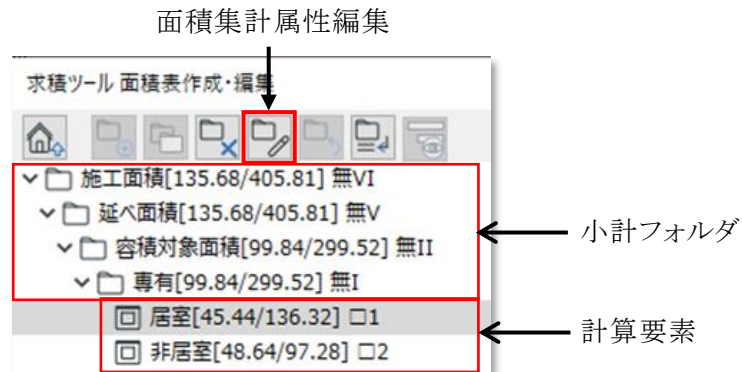 面積集計属性編集
求積ツール 面積表作成・編集
施工面積[135.68/405.81] 無VI
延べ面積[135.68/405.81] 無V
容積対象面積[99.84/299.52] 無II
小計フォルダ
専有[99.84/299.52] 無I
居室[45.44/136.32] □1
計算要素
非居室[48.64/97.28] □2